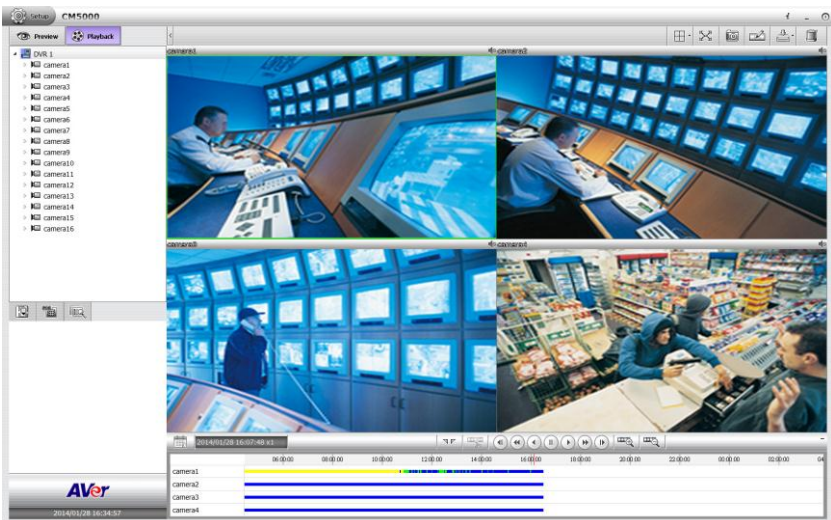 Setup CM5000
Preview Playback
DVR 1
camera1
camera2
camera3
camera4
camera5
camera6
camera7
camera8
camera9
camera10
camera11
camera12
camera13
camera14
camera15
camera16
camera1 camera2
camera3 camera4
2014/01/28 16:07:48 x1
06:00:00 08:00:00 10:00:00 12:00:00 14:00:00 16:00:00 18:00:00 20:00:00 22:00:00 00:00:00 02:00:00 04
camera1
camera2
camera3
camera4
AVer
2014/01/28 16:34:57